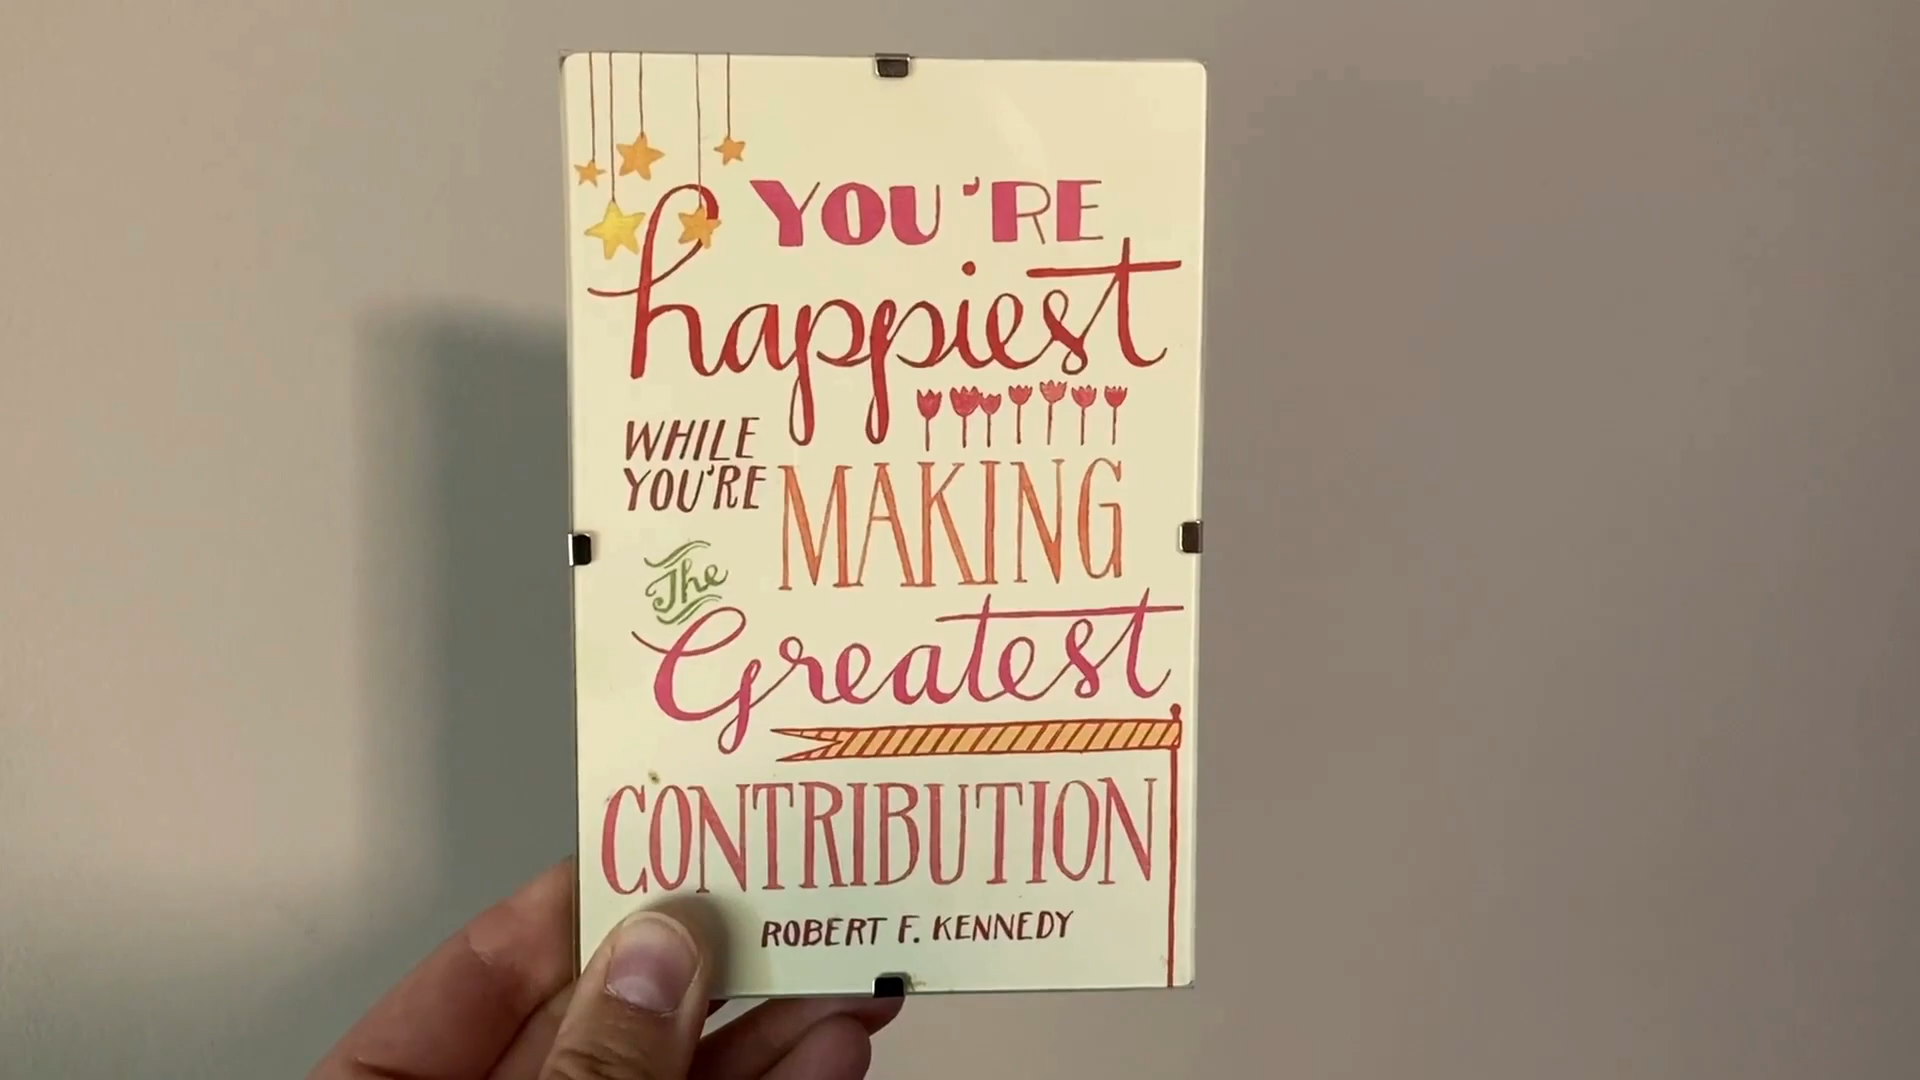 YOU'RE
happiest
WHILE
YOU'RE MAKING
The
Greatest
CONTRIBUTION
ROBERT F. KENNEDY